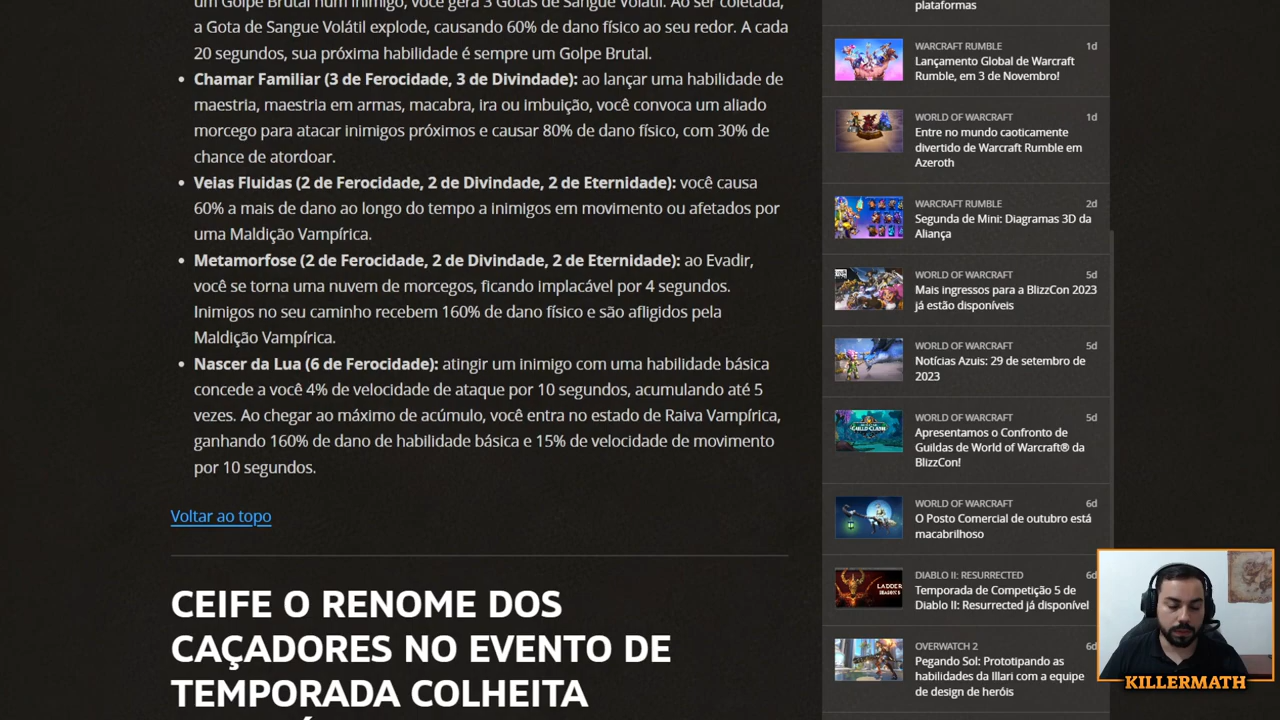 um Golpe Brutal num inimigo, você gera 3 Gotas de Sangue Volátil. Ao ser coletada,
a Gota de Sangue Volátil explode, causando 60% de dano físico ao seu redor. A cada
20 segundos, sua próxima habilidade é sempre um Golpe Brutal.
• Chamar Familiar (3 de Ferocidade, 3 de Divindade): ao lançar uma habilidade de
maestria, maestria em armas, macabra, ira ou imbuição, você convoca um aliado
morcego para atacar inimigos próximos e causar 80% de dano físico, com 30% de
chance de atordoar.
• Veias Fluidas (2 de Ferocidade, 2 de Divindade, 2 de Eternidade): você causa
60% a mais de dano ao longo do tempo a inimigos em movimento ou afetados por
uma Maldição Vampírica.
• Metamorfose (2 de Ferocidade, 2 de Divindade, 2 de Eternidade): ao Evadir,
você se torna uma nuvem de morcegos, ficando implacável por 4 segundos.
Inimigos no seu caminho recebem 160% de dano físico e são afligidos pela
Maldição Vampírica.
• Nascer da Lua (6 de Ferocidade): atingir um inimigo com uma habilidade básica
concede a você 4% de velocidade de ataque por 10 segundos, acumulando até 5
vezes. Ao chegar ao máximo de acúmulo, você entra no estado de Raiva Vampírica,
ganhando 160% de dano de habilidade básica e 15% de velocidade de movimento
por 10 segundos.
Voltar ao topo
CEIFE O RENOME DOS
CAÇADORES NO EVENTO DE
TEMPORADA COLHEITA
plataformas
WARCRAFT RUMBLE 1d
Lançamento Global de Warcraft
Rumble, em 3 de Novembro!
WORLD OF WARCRAFT 1d
Entre no mundo caoticamente
divertido de Warcraft Rumble em
Azeroth
WARCRAFT RUMBLE 2d
Segunda de Mini: Diagramas 3D da
Aliança
WORLD OF WARCRAFT 5d
Mais ingressos para a BlizzCon 2023
já estão disponíveis
WORLD OF WARCRAFT 5d
Notícias Azuis: 29 de setembro de
2023
WORLD OF WARCRAFT 5d
Apresentamos o Confronto de
Guildas de World of Warcraft® da
BlizzCon!
GUILD CLASH
WORLD OF WARCRAFT 6d
O Posto Comercial de outubro está
macabrilhoso
DIABLO II: RESURRECTED 6d
Temporada de Competição 5 de
Diablo II: Resurrected já disponível
LADDER
SEASON 5
OVERWATCH 2 6d
Pegando Sol: Prototipando as
habilidades da Illari com a equipe
de design de heróis
KILLERMATH